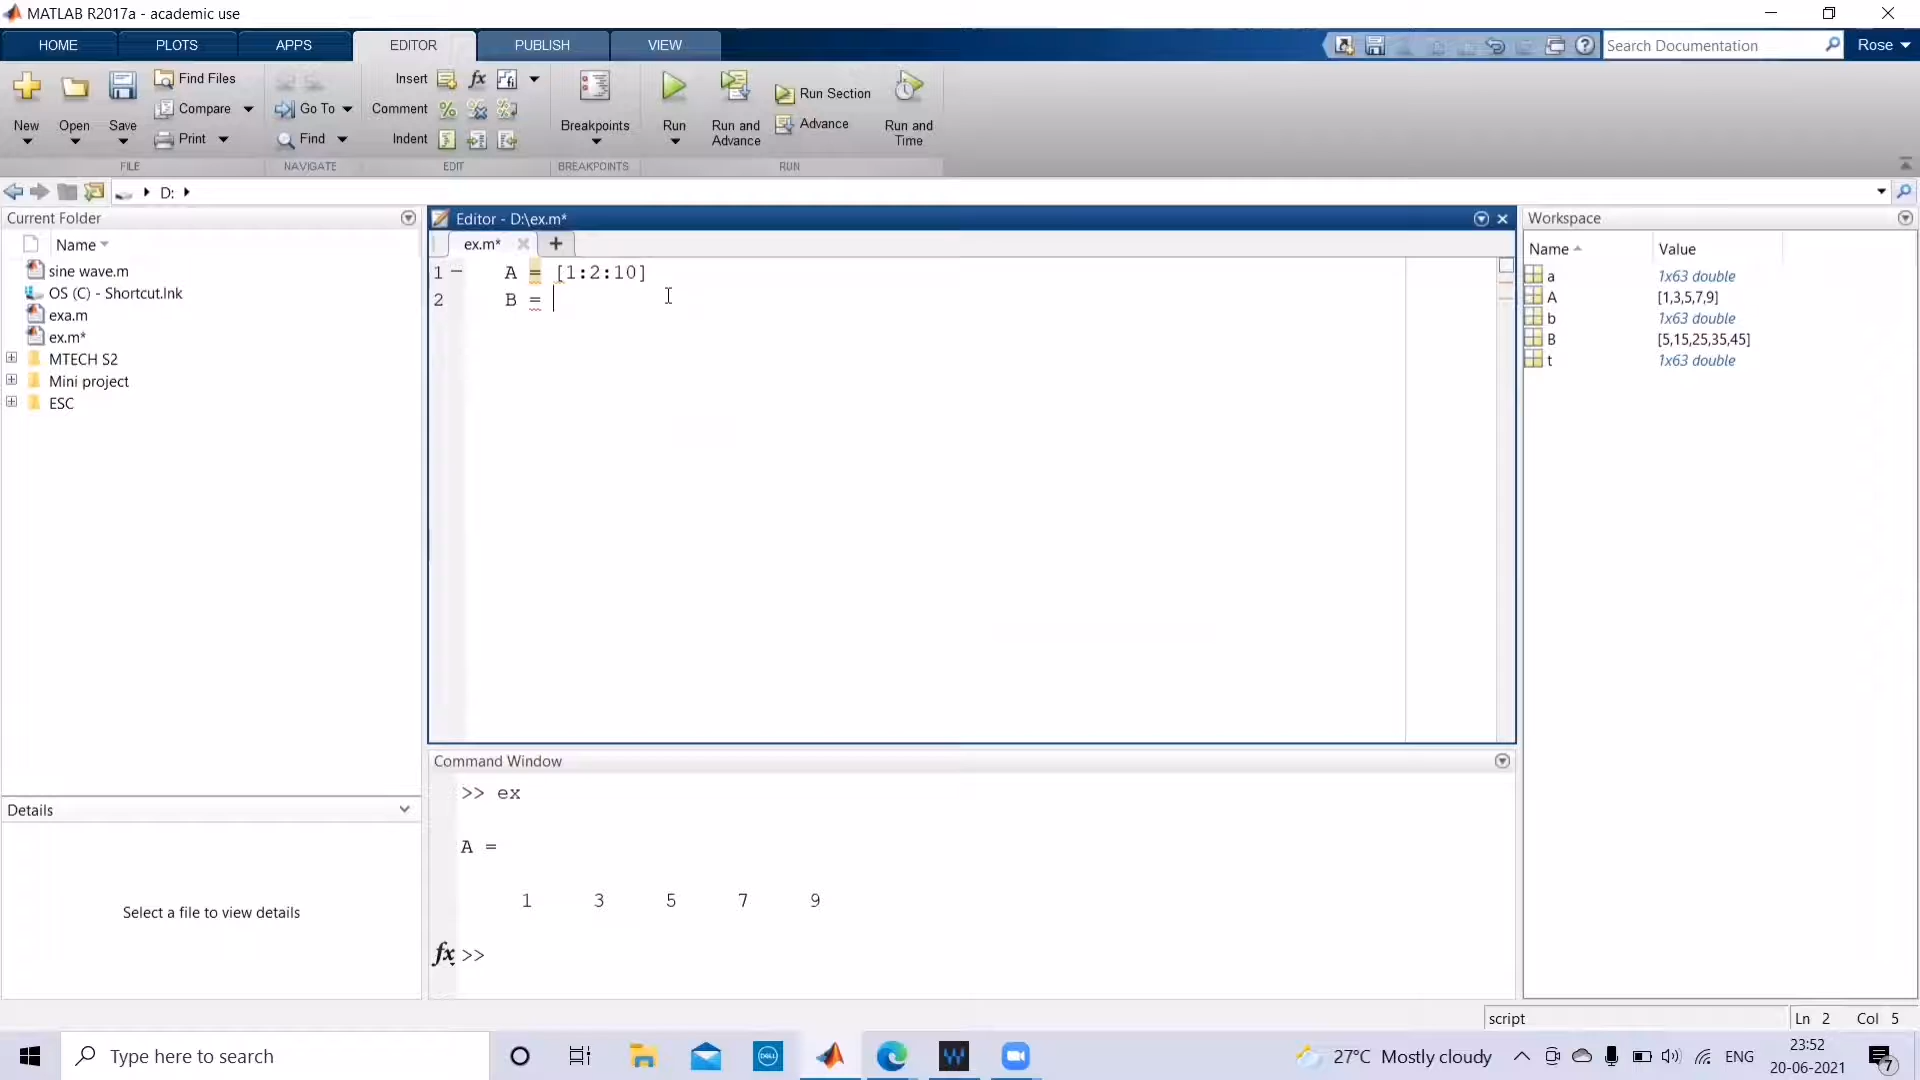 MATLAB R2017a - academic use
HOME PLOTS APPS EDITOR PUBLISH VIEW Search Documentation Rose
New Open Save Find Files Compare Print Go To Find Insert Comment Indent fx Breakpoints Run Run and Advance Run Section Advance Run and Time
FILE NAVIGATE EDIT BREAKPOINTS RUN
D:
Current Folder
Name
sine wave.m
OS (C) - Shortcut.lnk
exa.m
ex.m*
MTECH S2
Mini project
ESC
Details
Select a file to view details
Editor - D:\ex.m*
ex.m*
1 A = [1:2:10]
2 B =
Command Window
>> ex
A =
1 3 5 7 9
fx >>
Workspace
Name Value
a 1x63 double
A [1,3,5,7,9]
b 1x63 double
B [5,15,25,35,45]
t 1x63 double
script Ln 2 Col 5
Type here to search DELL W 27°C Mostly cloudy ENG 23:52 20-06-2021 7